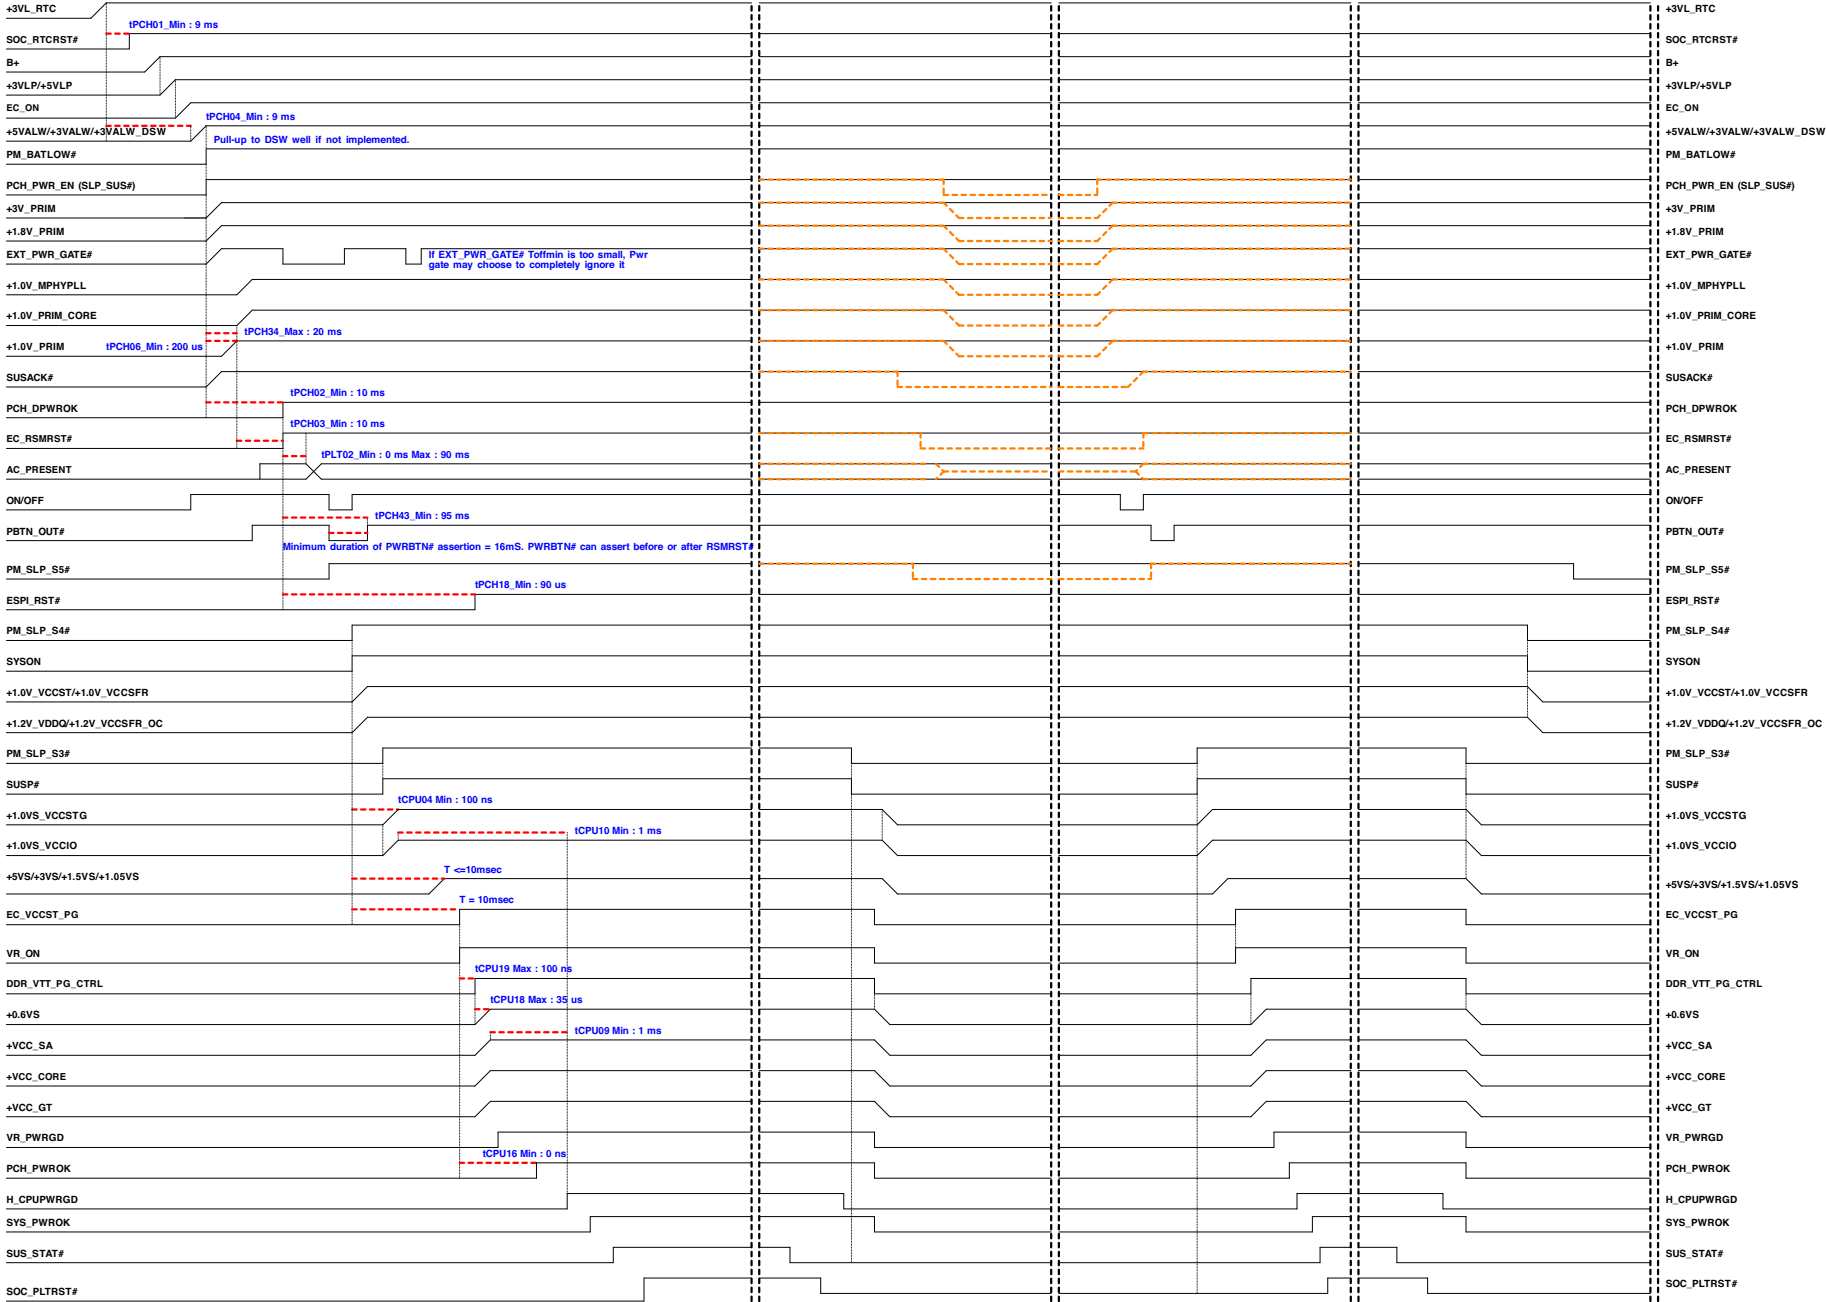 +3VL_RTC +3VL_RTC
tPCH01_Min : 9 ms
SOC_RTCRST# SOC_RTCRST#
B+ B+
+3VLP/+5VLP +3VLP/+5VLP
EC_ON EC_ON
tPCH04_Min : 9 ms
+5VALW/+3VALW/+3VALW_DSW +5VALW/+3VALW/+3VALW_DSW
Pull-up to DSW well if not implemented.
PM_BATLOW# PM_BATLOW#
PCH_PWR_EN (SLP_SUS#) PCH_PWR_EN (SLP_SUS#)
+3V_PRIM +3V_PRIM
+1.8V_PRIM +1.8V_PRIM
EXT_PWR_GATE# EXT_PWR_GATE#
If EXT_PWR_GATE# Toffmin is too small, Pwr
gate may choose to completely ignore it
+1.0V_MPHYPLL +1.0V_MPHYPLL
+1.0V_PRIM_CORE +1.0V_PRIM_CORE
tPCH34_Max : 20 ms
+1.0V_PRIM tPCH06_Min : 200 us +1.0V_PRIM
SUSACK# SUSACK#
tPCH02_Min : 10 ms
PCH_DPWROK PCH_DPWROK
tPCH03_Min : 10 ms
EC_RSMRST# EC_RSMRST#
tPLT02_Min : 0 ms Max : 90 ms
AC_PRESENT AC_PRESENT
ON/OFF ON/OFF
tPCH43_Min : 95 ms
PBTN_OUT# PBTN_OUT#
Minimum duration of PWRBTN# assertion = 16mS. PWRBTN# can assert before or after RSMRST#
PM_SLP_S5# PM_SLP_S5#
tPCH18_Min : 90 us
ESPI_RST# ESPI_RST#
PM_SLP_S4# PM_SLP_S4#
SYSON SYSON
+1.0V_VCCST/+1.0V_VCCSFR +1.0V_VCCST/+1.0V_VCCSFR
+1.2V_VDDQ/+1.2V_VCCSFR_OC +1.2V_VDDQ/+1.2V_VCCSFR_OC
PM_SLP_S3# PM_SLP_S3#
SUSP# SUSP#
tCPU04 Min : 100 ns
+1.0VS_VCCSTG +1.0VS_VCCSTG
tCPU10 Min : 1 ms
+1.0VS_VCCIO +1.0VS_VCCIO
T <=10msec
+5VS/+3VS/+1.5VS/+1.05VS +5VS/+3VS/+1.5VS/+1.05VS
T = 10msec
EC_VCCST_PG EC_VCCST_PG
VR_ON VR_ON
tCPU19 Max : 100 ns
DDR_VTT_PG_CTRL DDR_VTT_PG_CTRL
tCPU18 Max : 35 us
+0.6VS +0.6VS
tCPU09 Min : 1 ms
+VCC_SA +VCC_SA
+VCC_CORE +VCC_CORE
+VCC_GT +VCC_GT
VR_PWRGD VR_PWRGD
tCPU16 Min : 0 ns
PCH_PWROK PCH_PWROK
H_CPUPWRGD H_CPUPWRGD
SYS_PWROK SYS_PWROK
SUS_STAT# SUS_STAT#
SOC_PLTRST# SOC_PLTRST#